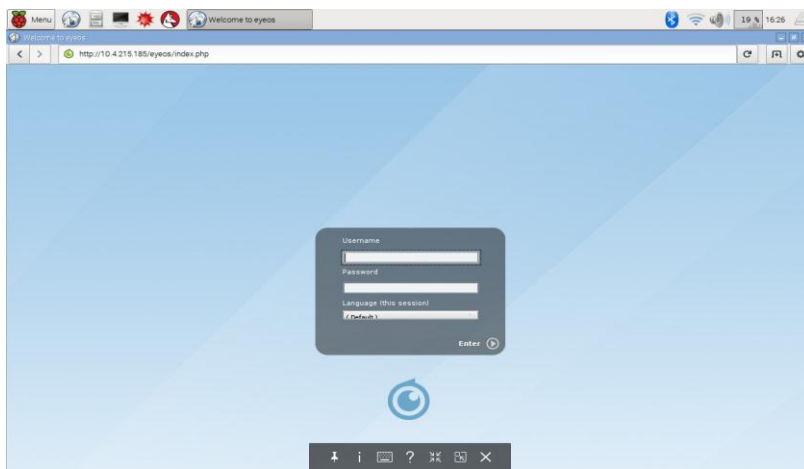 Menu Welcome to eyeos 19 % 16:26
Welcome to eyeos
http://10.4.215.185/eyeos/index.php
Username
Password
Language (this session)
( Default )
Enter
i ?